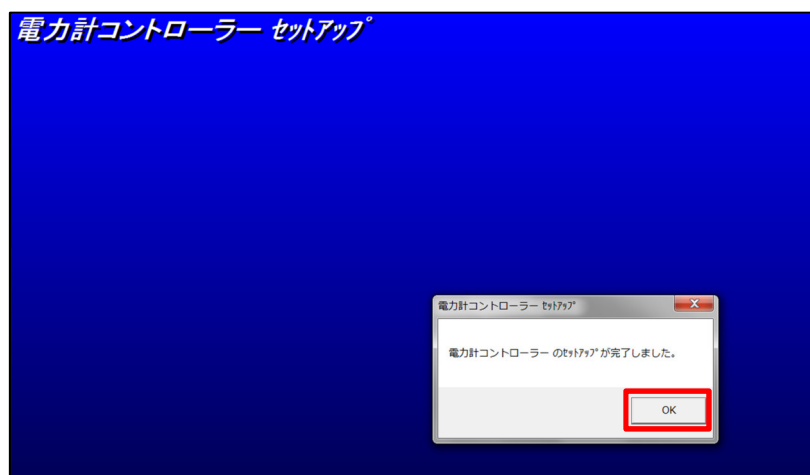 電力計コントローラー ｾｯﾄｱｯﾌﾟ
電力計コントローラー ｾｯﾄｱｯﾌﾟ
電力計コントローラー のｾｯﾄｱｯﾌﾟが完了しました。
OK